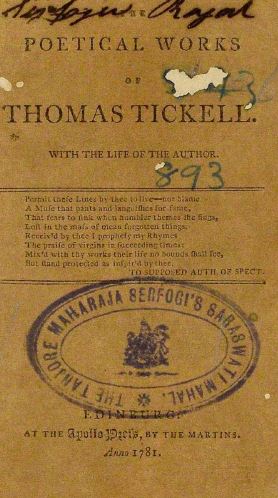 POETICAL WORKS
OF
THOMAS TICKELL.
WITH THE LIFE OF THE AUTHOR.
893
Permit these Lines by thee to live—nor blame
A Muse that pants and languishes for fame,
That fears to sink when humbler themes she sings,
Lost in the mass of mean forgotten things.
Receiv'd by thee I prophesy my Rhymes
The praise of virgins in succeeding times:
Mix'd with thy works their life no bounds shall see,
But stand protected as inspir'd by thee.
TO SUPPOSED AUTH. OF SPECT.
THE TANJORE MAHARAJA SERFOGI'S SARASWATI MAHAL.
EDINBURG:
AT THE Apollo Press, BY THE MARTINS.
Anno 1781.